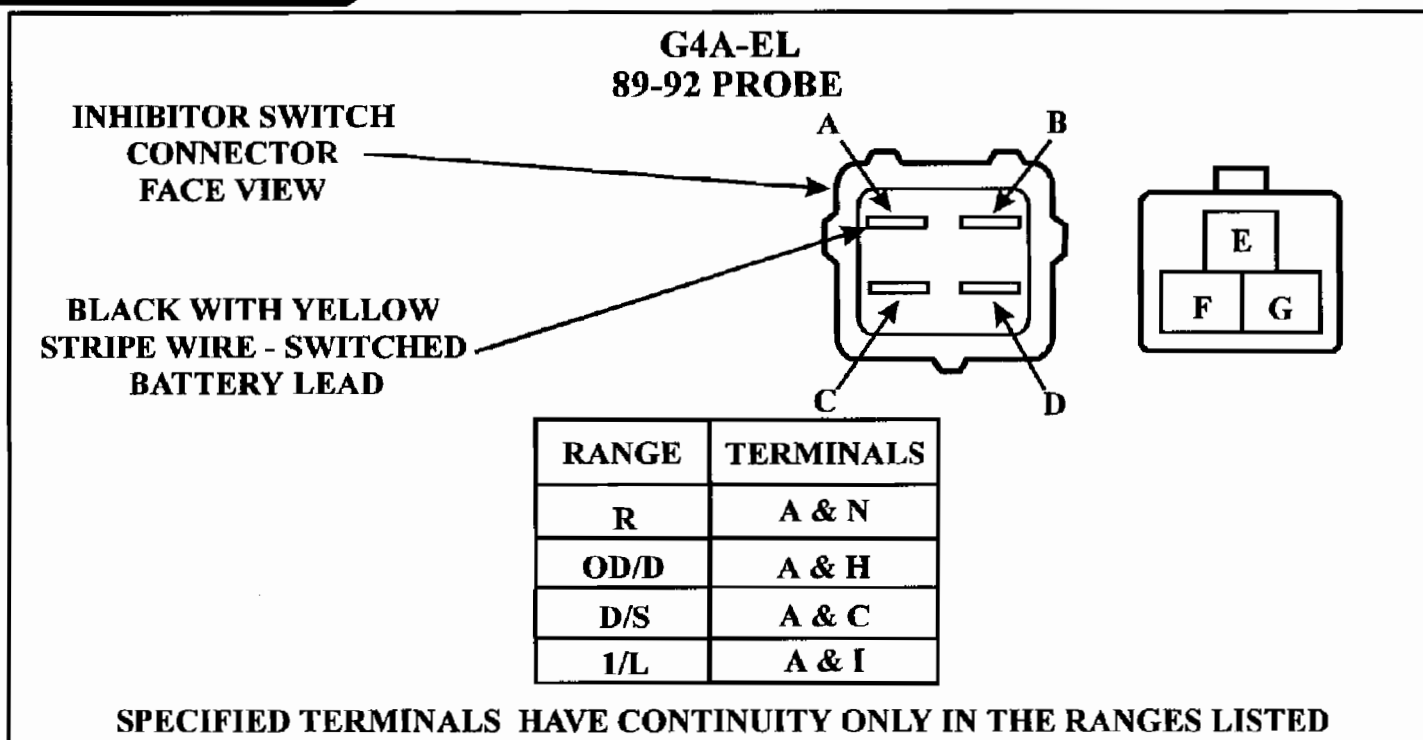 G4A-EL
89-92 PROBE
INHIBITOR SWITCH
CONNECTOR
FACE VIEW
A
B
E
F G
BLACK WITH YELLOW
STRIPE WIRE - SWITCHED
BATTERY LEAD
C
D
RANGE TERMINALS
R A & N
OD/D A & H
D/S A & C
1/L A & I
SPECIFIED TERMINALS HAVE CONTINUITY ONLY IN THE RANGES LISTED